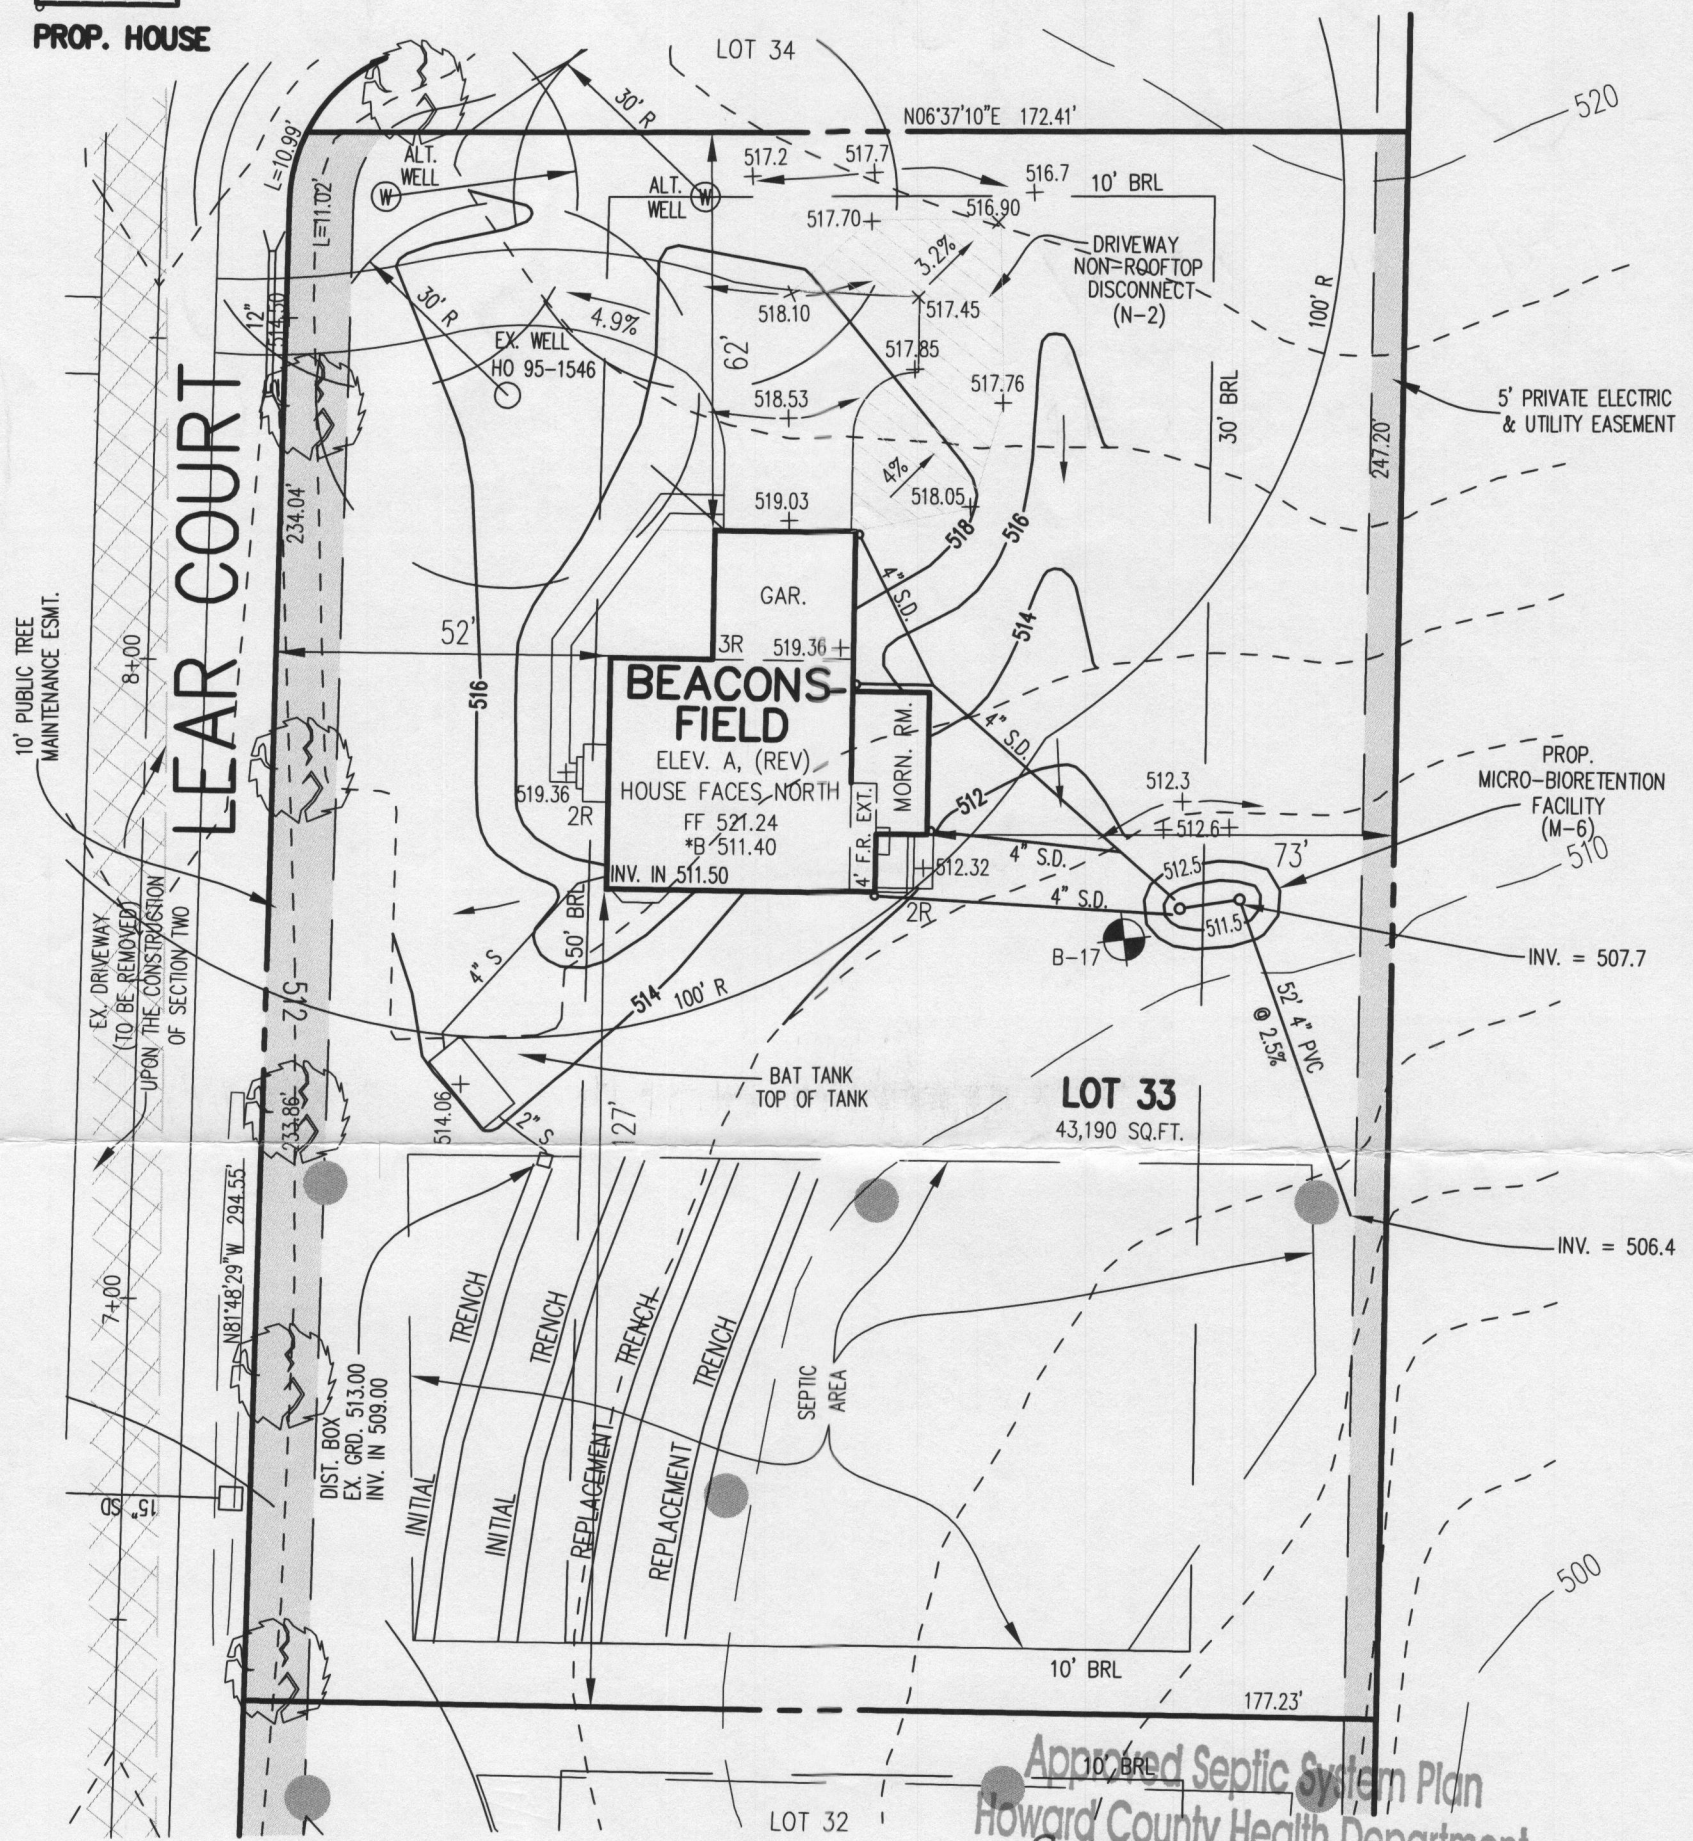 PROP. HOUSE
LOT 34
N06°37'10"E 172.41'
520
30' R
L=10.99'
L=11.02'
ALT.
WELL
ALT.
WELL
W
W
517.2
517.7
516.7
10' BRL
517.70
516.90
3.2%
DRIVEWAY
NON-ROOFTOP
DISCONNECT
(N-2)
100' R
12"
514.50
30' R
4.9%
518.10
517.45
EX. WELL
HO 95-1546
62'
517.85
517.76
518.53
30' BRL
247.20'
5' PRIVATE ELECTRIC
& UTILITY EASEMENT
LEAR COURT
234.04'
4%
518.05
519.03
518
516
GAR.
4" S.D.
514
10' PUBLIC TREE
MAINTENANCE ESMT.
8+00
52'
3R
519.36
516
BEACONS-
FIELD
ELEV. A, (REV)
HOUSE FACES NORTH
FF 521.24
*B 511.40
INV. IN 511.50
MORN. RM.
4' F.R. EXT.
4" S.D.
519.36
2R
512
512.3
512.6
73'
PROP.
MICRO-BIORETENTION
FACILITY
(M-6)
510
512.32
4" S.D.
512.5
2R
4" S.D.
511.5
B-17
INV. = 507.7
EX. DRIVEWAY
(TO BE REMOVED)
UPON THE CONSTRUCTION
OF SECTION TWO
512
4" S
50' BRL
514
100' R
52' 4" PVC
@ 2.5%
BAT TANK
TOP OF TANK
LOT 33
43,190 SQ.FT.
233.86'
514.06
2" S
127'
N81°48'29"W 294.55'
7+00
INV. = 506.4
DIST. BOX
EX. GRD. 513.00
INV. IN 509.00
INITIAL TRENCH
INITIAL TRENCH
REPLACEMENT TRENCH
REPLACEMENT TRENCH
SEPTIC
AREA
15" SD
500
10' BRL
177.23'
10' BRL
LOT 32
Approved Septic System Plan
Howard County Health Department